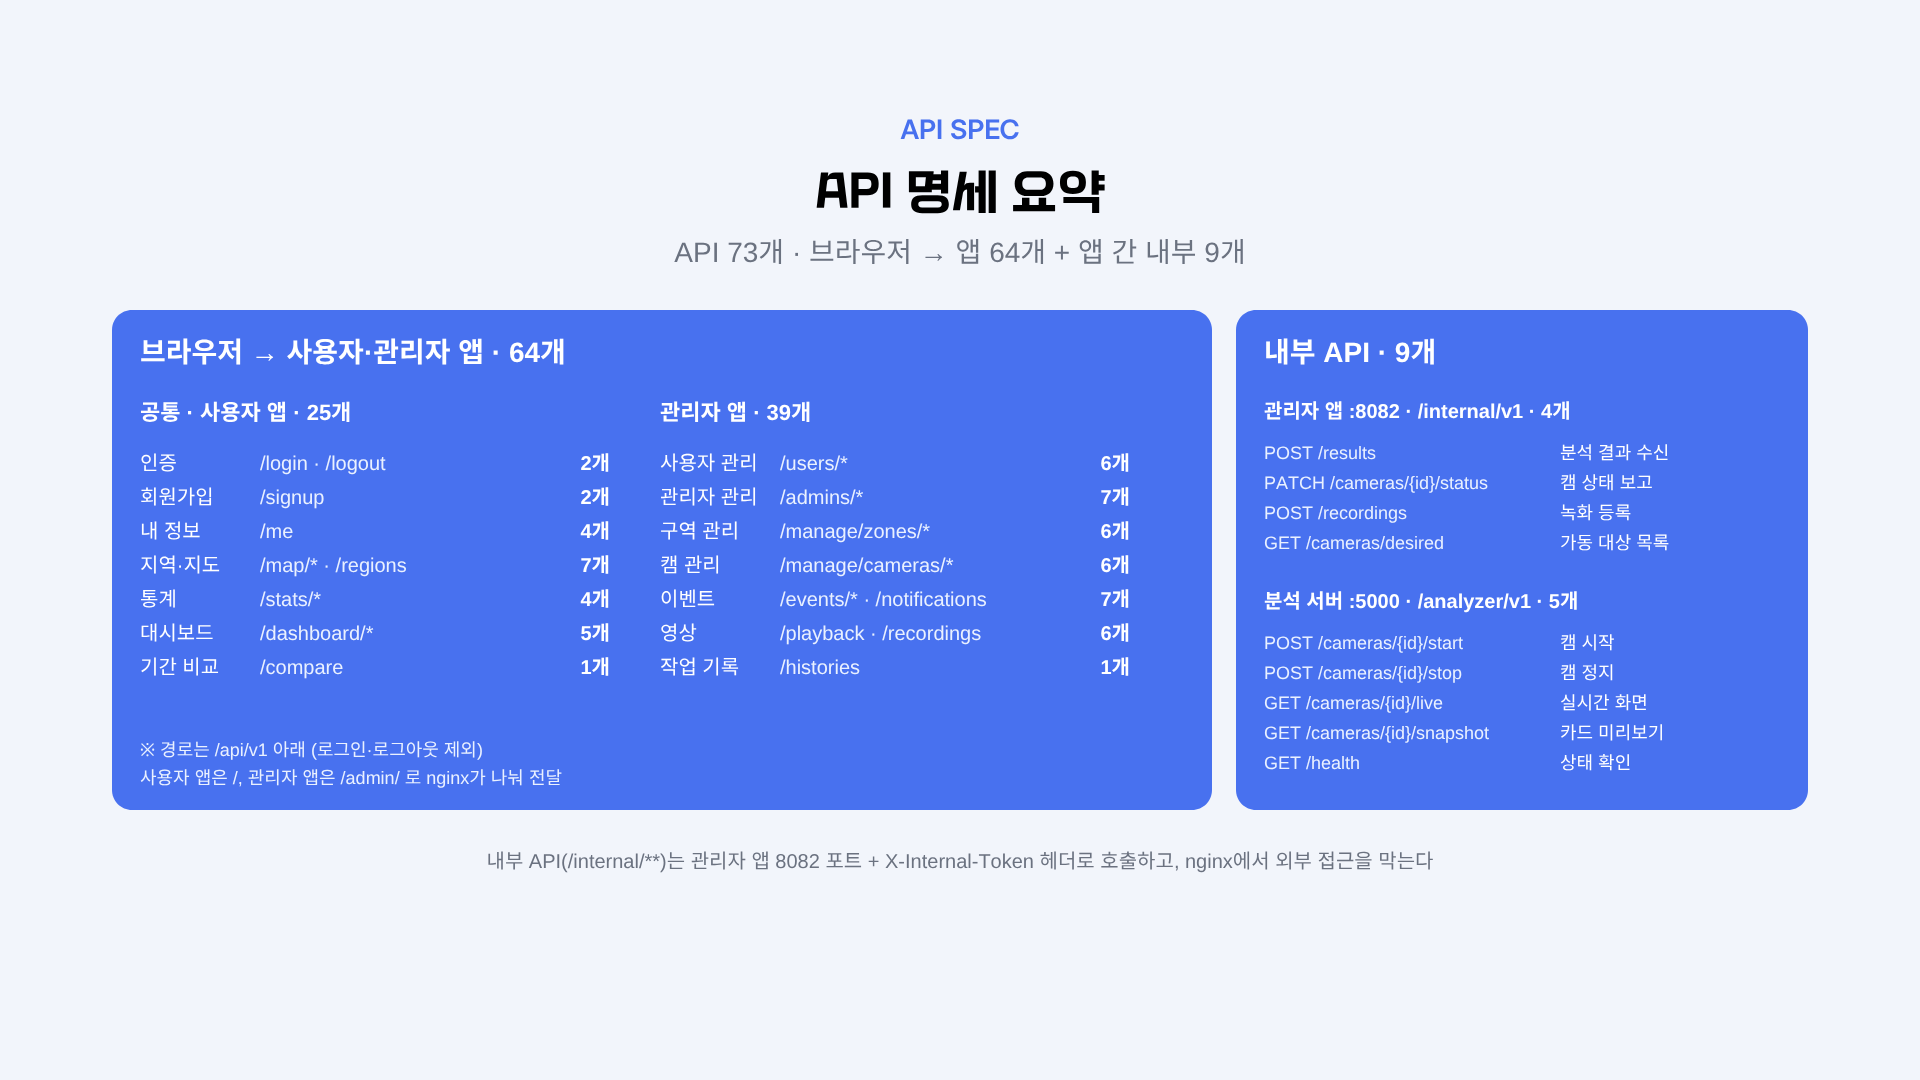 API SPEC
API 명세 요약
API 73개 · 브라우저 → 앱 64개 + 앱 간 내부 9개
브라우저 → 사용자·관리자 앱 · 64개
공통 · 사용자 앱 · 25개
인증 /login · /logout 2개
회원가입 /signup 2개
내 정보 /me 4개
지역·지도 /map/* · /regions 7개
통계 /stats/* 4개
대시보드 /dashboard/* 5개
기간 비교 /compare 1개
관리자 앱 · 39개
사용자 관리 /users/* 6개
관리자 관리 /admins/* 7개
구역 관리 /manage/zones/* 6개
캠 관리 /manage/cameras/* 6개
이벤트 /events/* · /notifications 7개
영상 /playback · /recordings 6개
작업 기록 /histories 1개
※ 경로는 /api/v1 아래 (로그인·로그아웃 제외)
사용자 앱은 /, 관리자 앱은 /admin/ 로 nginx가 나눠 전달
내부 API · 9개
관리자 앱 :8082 · /internal/v1 · 4개
POST /results 분석 결과 수신
PATCH /cameras/{id}/status 캠 상태 보고
POST /recordings 녹화 등록
GET /cameras/desired 가동 대상 목록
분석 서버 :5000 · /analyzer/v1 · 5개
POST /cameras/{id}/start 캠 시작
POST /cameras/{id}/stop 캠 정지
GET /cameras/{id}/live 실시간 화면
GET /cameras/{id}/snapshot 카드 미리보기
GET /health 상태 확인
내부 API(/internal/**)는 관리자 앱 8082 포트 + X-Internal-Token 헤더로 호출하고, nginx에서 외부 접근을 막는다